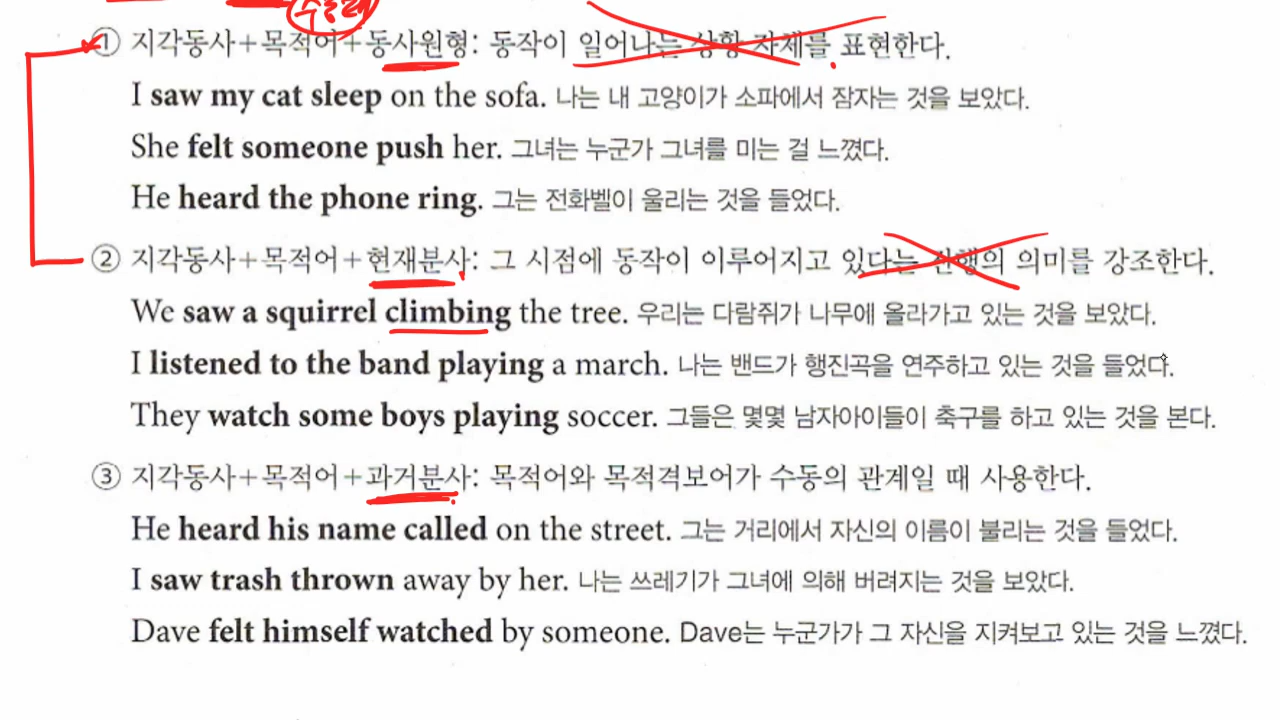 ① 지각동사+목적어+동사원형: 동작이 일어나는 상황 자체를 표현한다.
I saw my cat sleep on the sofa. 나는 내 고양이가 소파에서 잠자는 것을 보았다.
She felt someone push her. 그녀는 누군가 그녀를 미는 걸 느꼈다.
He heard the phone ring. 그는 전화벨이 울리는 것을 들었다.
② 지각동사+목적어+현재분사: 그 시점에 동작이 이루어지고 있다는 진행의 의미를 강조한다.
We saw a squirrel climbing the tree. 우리는 다람쥐가 나무에 올라가고 있는 것을 보았다.
I listened to the band playing a march. 나는 밴드가 행진곡을 연주하고 있는 것을 들었다.
They watch some boys playing soccer. 그들은 몇몇 남자아이들이 축구를 하고 있는 것을 본다.
③ 지각동사+목적어+과거분사: 목적어와 목적격보어가 수동의 관계일 때 사용한다.
He heard his name called on the street. 그는 거리에서 자신의 이름이 불리는 것을 들었다.
I saw trash thrown away by her. 나는 쓰레기가 그녀에 의해 버려지는 것을 보았다.
Dave felt himself watched by someone. Dave는 누군가가 그 자신을 지켜보고 있는 것을 느꼈다.